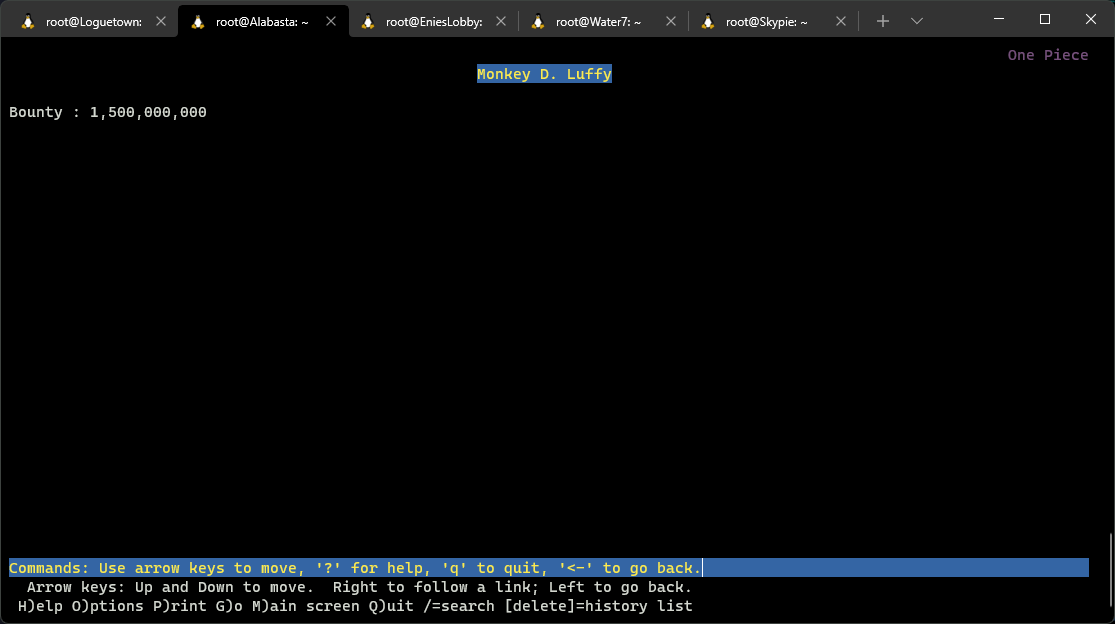 root@Loguetown: root@Alabasta: ~ root@EniesLobby: root@Water7: ~ root@Skypie: ~
One Piece
Monkey D. Luffy
Bounty : 1,500,000,000
Commands: Use arrow keys to move, '?' for help, 'q' to quit, '<-' to go back.
Arrow keys: Up and Down to move.  Right to follow a link; Left to go back.
H)elp O)ptions P)rint G)o M)ain screen Q)uit /=search [delete]=history list